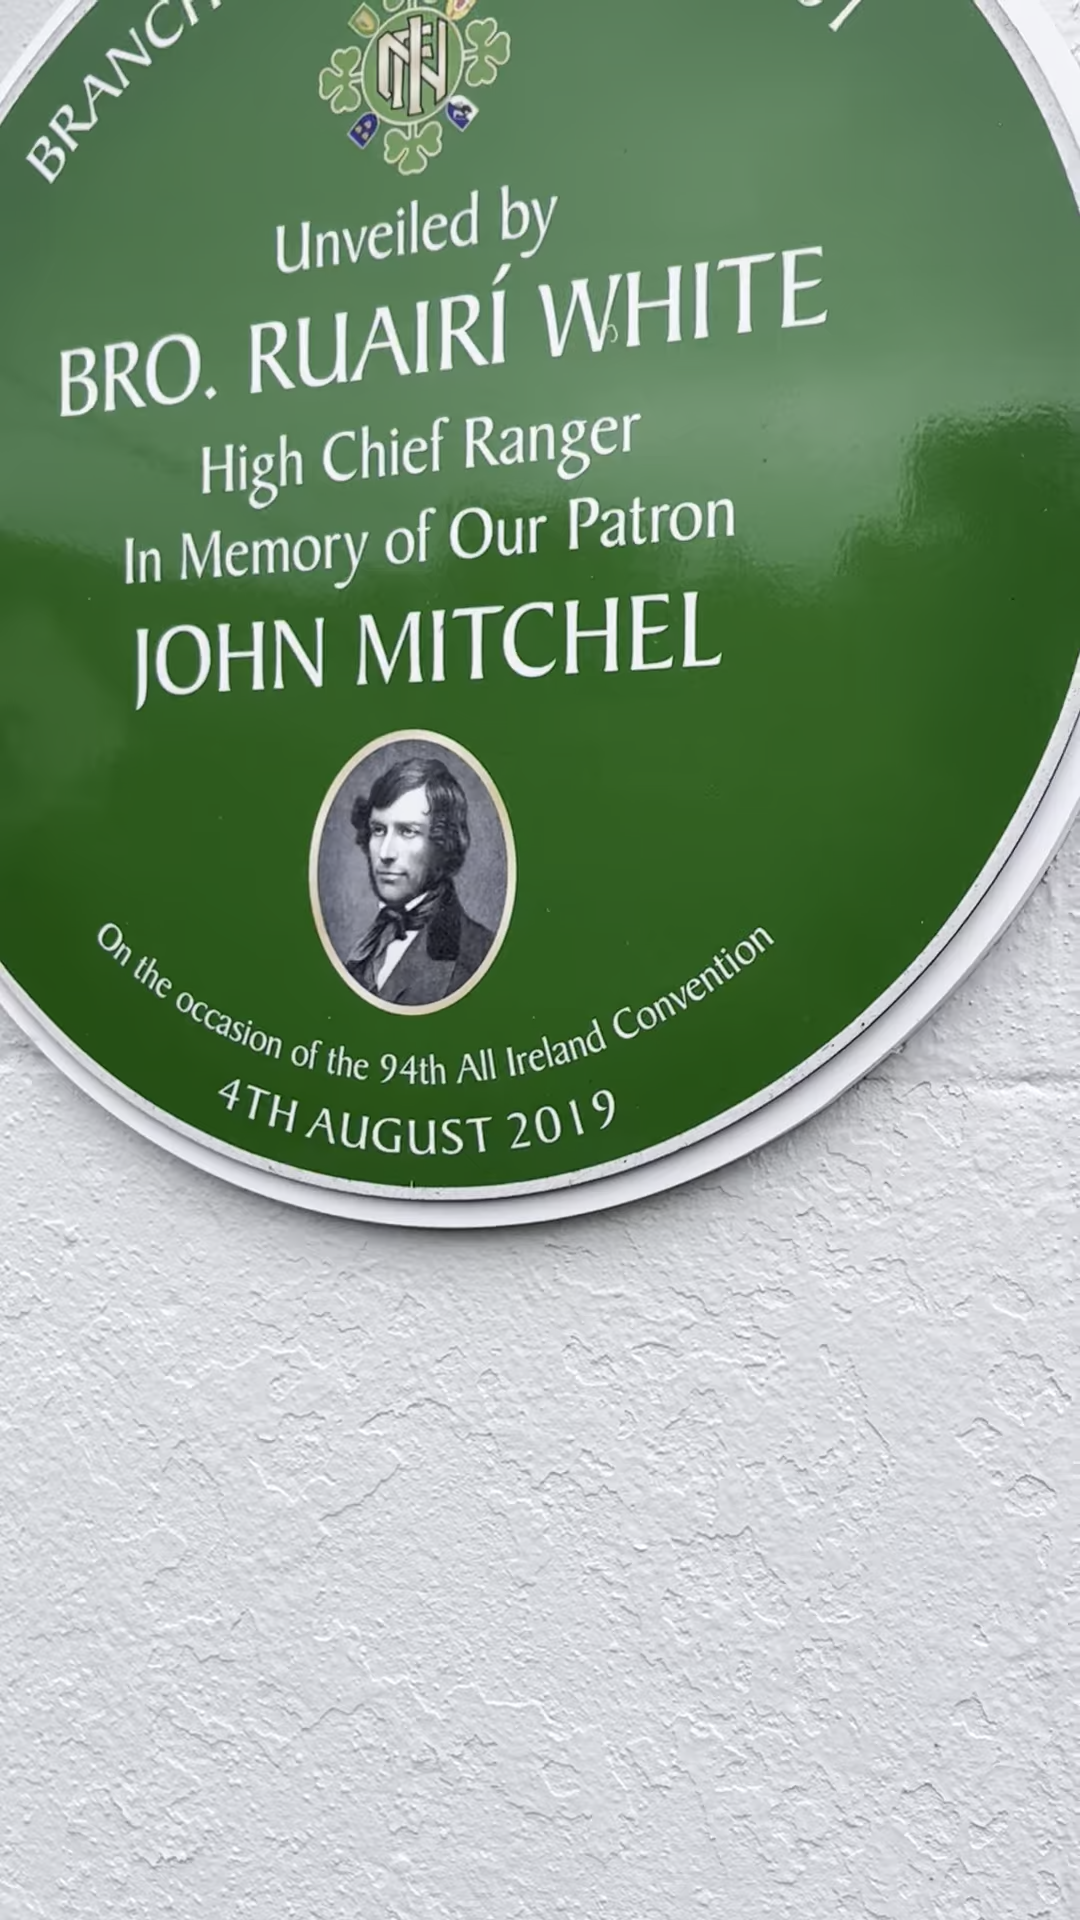 BRANCH
Unveiled by
BRO. RUAIRÍ WHITE
High Chief Ranger
In Memory of Our Patron
JOHN MITCHEL
On the occasion of the 94th All Ireland Convention
4TH AUGUST 2019